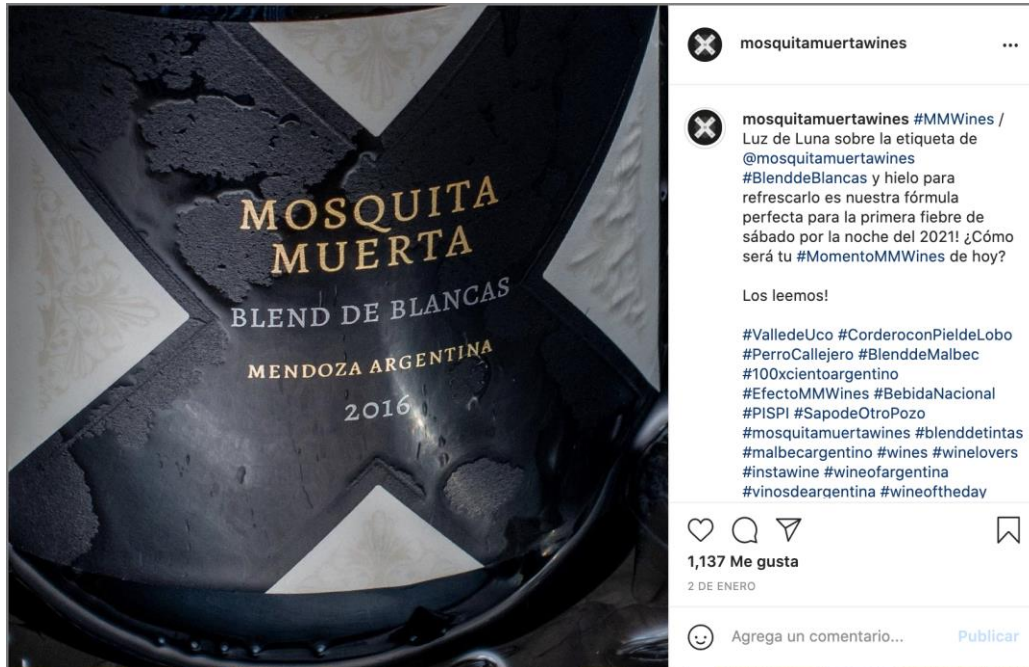 MOSQUITA
MUERTA
BLEND DE BLANCAS
MENDOZA ARGENTINA
2016
mosquitamuertawines
mosquitamuertawines #MMWines /
Luz de Luna sobre la etiqueta de
@mosquitamuertawines
#BlenddeBlancas y hielo para
refrescarlo es nuestra fórmula
perfecta para la primera fiebre de
sábado por la noche del 2021! ¿Cómo
será tu #MomentoMMWines de hoy?
Los leemos!
#ValledeUco #CorderoconPieldeLobo
#PerroCallejero #BlenddeMalbec
#100xcientoargentino
#EfectoMMWines #BebidaNacional
#PISPI #SapodeOtroPozo
#mosquitamuertawines #blenddetintas
#malbecargentino #wines #winelovers
#instawine #wineofargentina
#vinosdeargentina #wineoftheday
1,137 Me gusta
2 DE ENERO
Agrega un comentario... Publicar